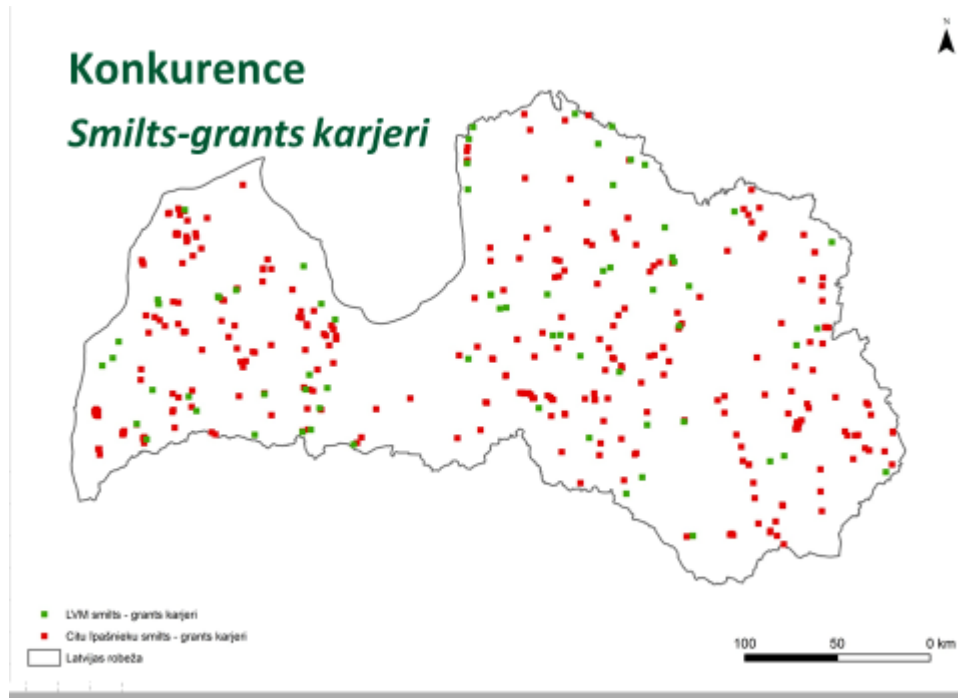 Konkurence
Smilts-grants karjeri
N
LVM smilts - grants karjeri
Citu īpašnieku smilts - grants karjeri
Latvijas robeža
100 50 0 km